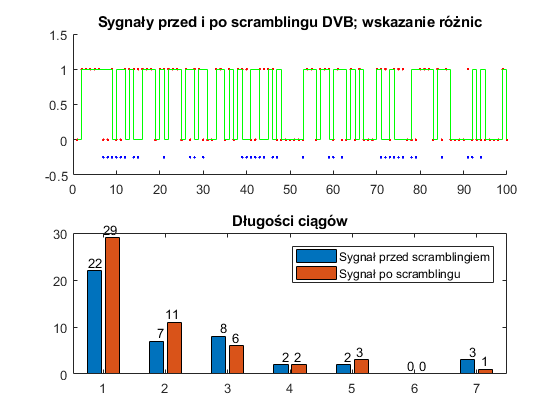 Sygnały przed i po scramblingu DVB; wskazanie różnic
1.5
1
0.5
0
-0.5
0 10 20 30 40 50 60 70 80 90 100
Długości ciągów
30
20
10
0
22 29 7 11 8 6 2 2 2 3 0 0 3 1
Sygnał przed scramblingiem
Sygnał po scramblingu
1 2 3 4 5 6 7